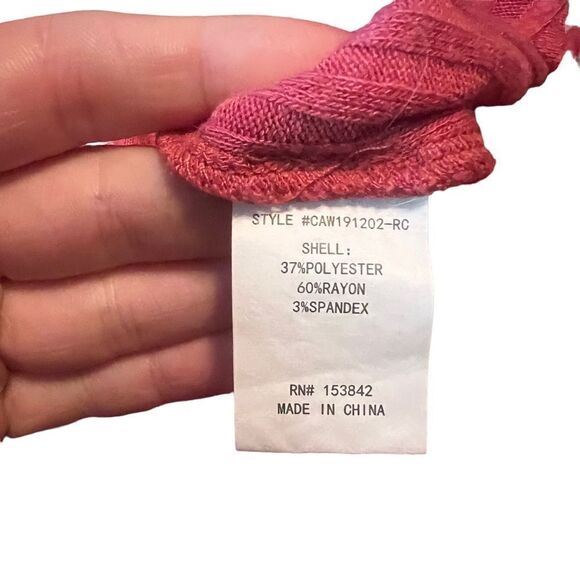 STYLE #CAW191202-RC
SHELL:
37%POLYESTER
60%RAYON
3%SPANDEX
RN# 153842
MADE IN CHINA